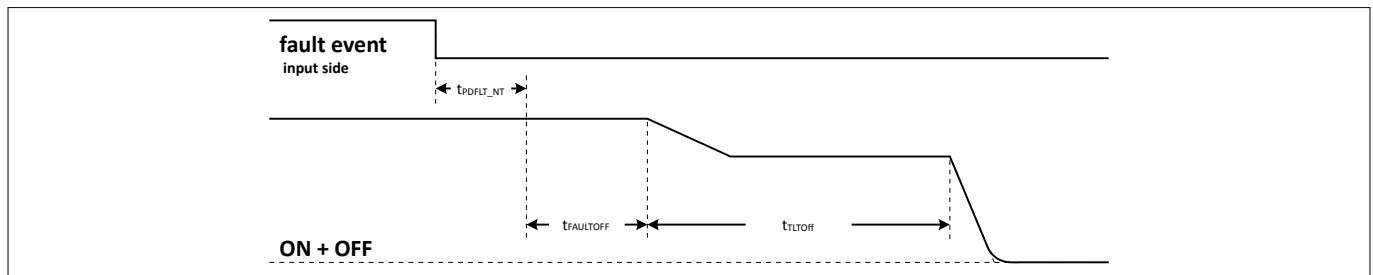 fault event
input side
tPDFLT_NT
tFAULTOFF
tTLTOff
ON + OFF